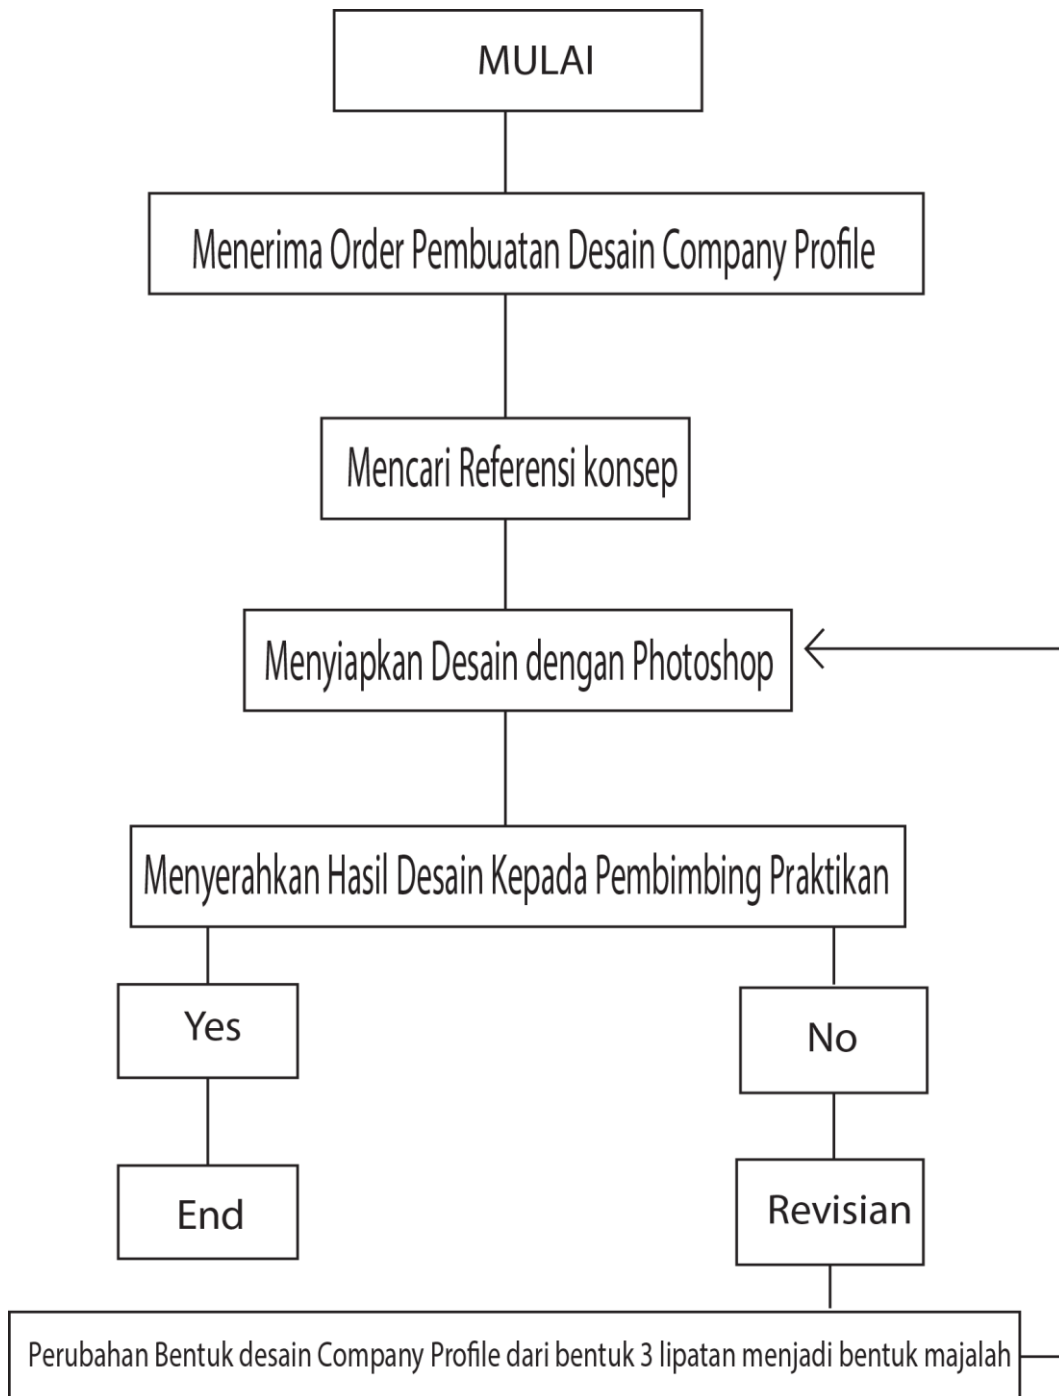 MULAI
Menerima Order Pembuatan Desain Company Profile
Mencari Referensi konsep
Menyiapkan Desain dengan Photoshop
Menyerahkan Hasil Desain Kepada Pembimbing Praktikan
Yes
No
End
Revisian
Perubahan Bentuk desain Company Profile dari bentuk 3 lipatan menjadi bentuk majalah